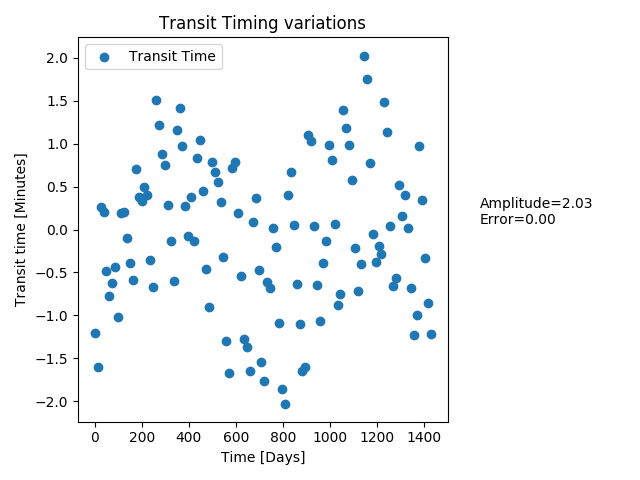 Transit Timing variations
Transit Time
Transit time [Minutes]
2.0
1.5
1.0
0.5
0.0
−0.5
−1.0
−1.5
−2.0
0
200
400
600
800
1000
1200
1400
Time [Days]
Amplitude=2.03
Error=0.00